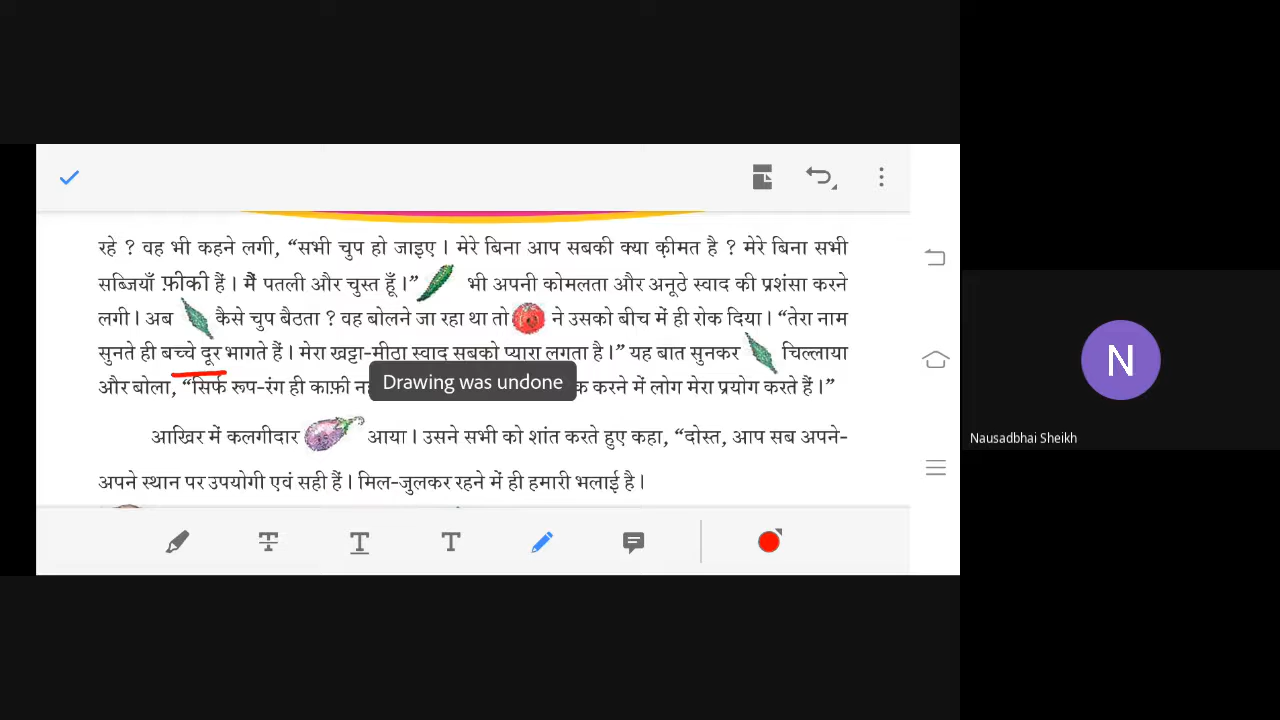 रहे ? वह भी कहने लगी, “सभी चुप हो जाइए । मेरे बिना आप सबकी क्या क़ीमत है ? मेरे बिना सभी
सब्जियाँ फ़ीकी हैं । मैं पतली और चुस्त हूँ ।” भी अपनी कोमलता और अनूठे स्वाद की प्रशंसा करने
लगी । अब कैसे चुप बैठता ? वह बोलने जा रहा था तो ने उसको बीच में ही रोक दिया । “तेरा नाम
सुनते ही बच्चे दूर भागते हैं । मेरा खट्टा-मीठा स्वाद सबको प्यारा लगता है ।” यह बात सुनकर चिल्लाया
और बोला, “सिर्फ रूप-रंग ही काफ़ी करने में लोग मेरा प्रयोग करते हैं ।”
Drawing was undone
आखिर में कलगीदार आया । उसने सभी को शांत करते हुए कहा, “दोस्त, आप सब अपने-
अपने स्थान पर उपयोगी एवं सही हैं । मिल-जुलकर रहने में ही हमारी भलाई है ।
N
Nausadbhai Sheikh